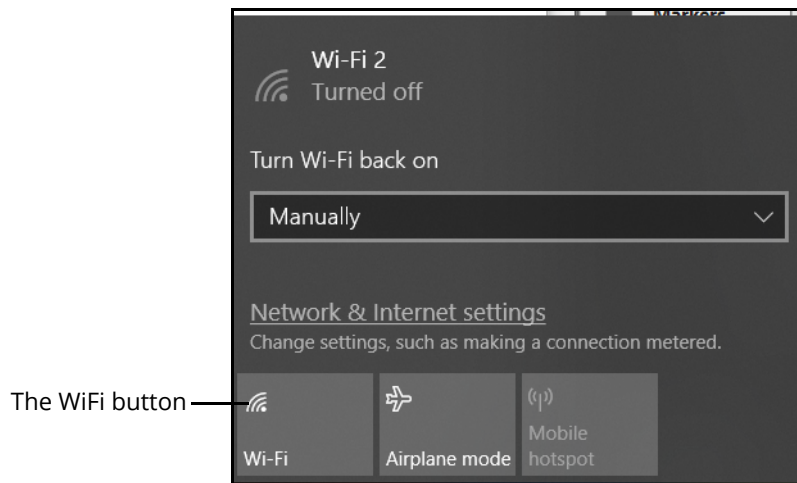 Markers
Wi-Fi 2
Turned off
Turn Wi-Fi back on
Manually
Network & Internet settings
Change settings, such as making a connection metered.
The WiFi button
Wi-Fi
Airplane mode
Mobile
hotspot